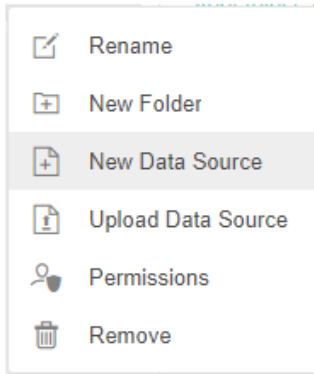 Rename
New Folder
New Data Source
Upload Data Source
Permissions
Remove